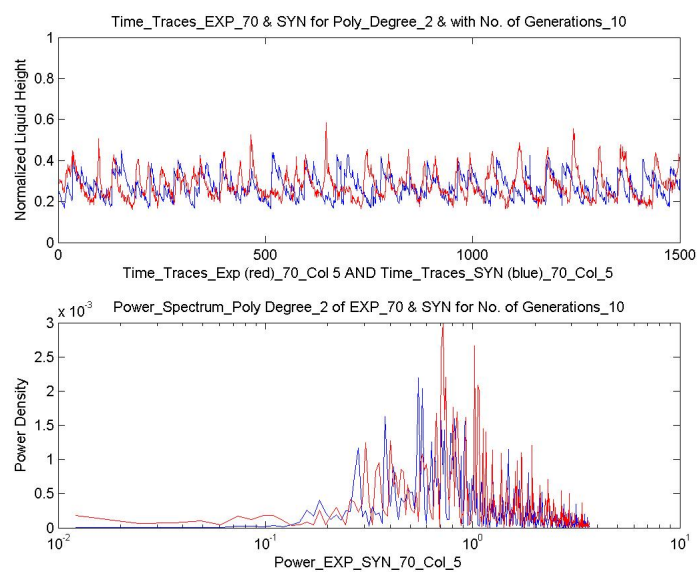 Time_Traces_EXP_70 & SYN for Poly_Degree_2 & with No. of Generations_10
1
0.8
0.6
0.4
0.2
0
Normalized Liquid Height
0 500 1000 1500
Time_Traces_Exp (red)_70_Col 5 AND Time_Traces_SYN (blue)_70_Col_5
x 10-3
Power_Spectrum_Poly Degree_2 of EXP_70 & SYN for No. of Generations_10
3
2.5
2
1.5
1
0.5
0
Power Density
10-2 10-1 100 101
Power_EXP_SYN_70_Col_5